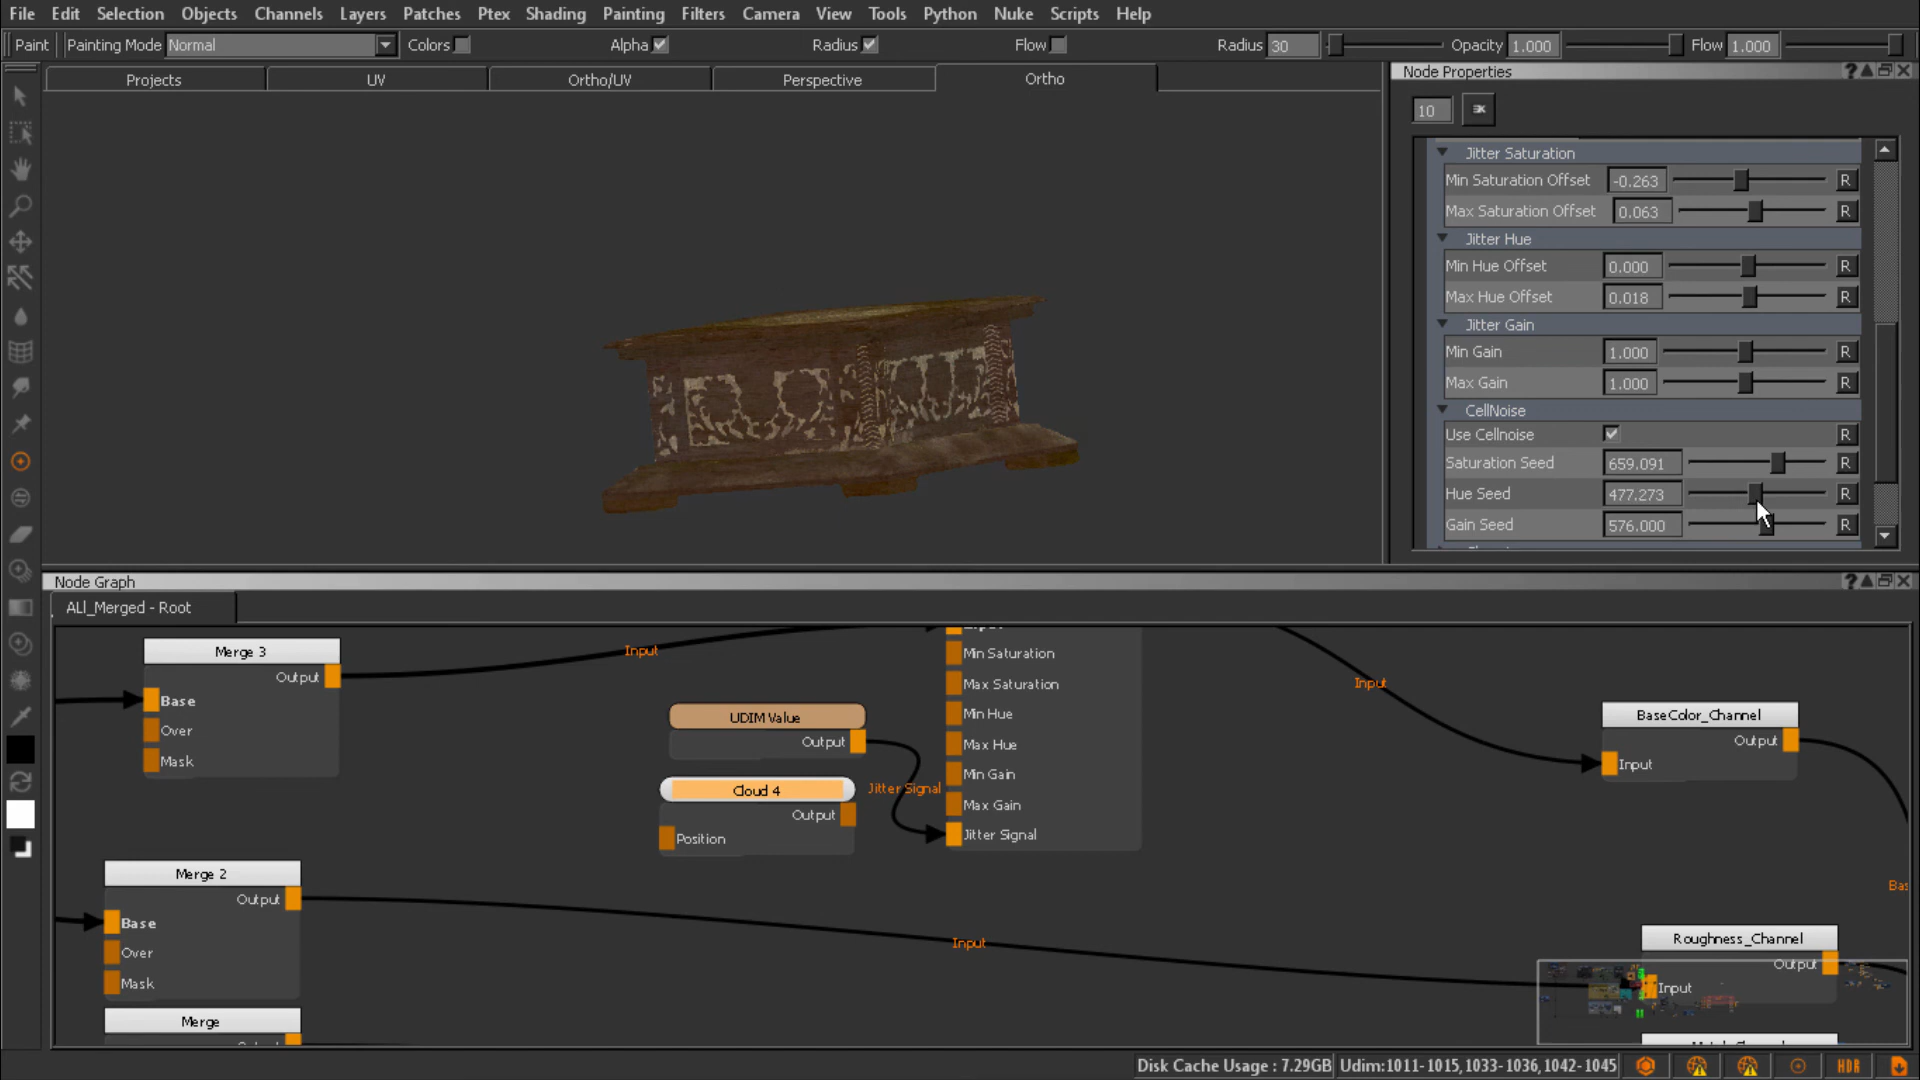 File Edit Selection Objects Channels Layers Patches Ptex Shading Painting Filters Camera View Tools Python Nuke Scripts Help
Paint Painting Mode Normal Colors Alpha Radius Flow Radius 30 Opacity 1.000 Flow 1.000
Projects UV Ortho/UV Perspective Ortho
Node Properties
10
Jitter Saturation
Min Saturation Offset -0.263 R
Max Saturation Offset 0.063 R
Jitter Hue
Min Hue Offset 0.000 R
Max Hue Offset 0.018 R
Jitter Gain
Min Gain 1.000 R
Max Gain 1.000 R
CellNoise
Use Cellnoise R
Saturation Seed 659.091 R
Hue Seed 477.273 R
Gain Seed 576.000 R
Node Graph
ALl_Merged - Root
Merge 3
Output
Base
Over
Mask
Input
UDIM Value
Output
Cloud 4
Output
Position
Jitter Signal
Min Saturation
Max Saturation
Min Hue
Max Hue
Min Gain
Max Gain
Jitter Signal
Input
BaseColor_Channel
Output
Input
Merge 2
Output
Base
Over
Mask
Input
Bas
Roughness_Channel
Output
Input
Merge
Disk Cache Usage : 7.29GB Udim:1011-1015,1033-1036,1042-1045 HDR